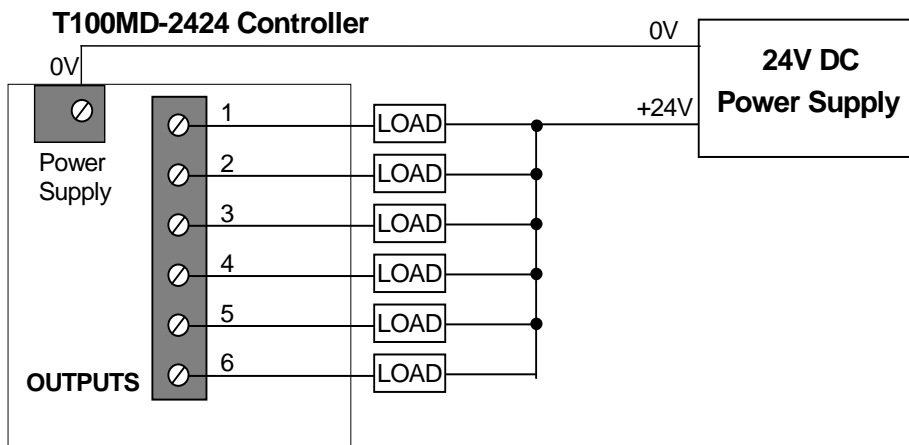 T100MD-2424 Controller
0V
0V
24V DC
Power Supply
+24V
Power
Supply
1
LOAD
2
LOAD
3
LOAD
4
LOAD
5
LOAD
6
LOAD
OUTPUTS